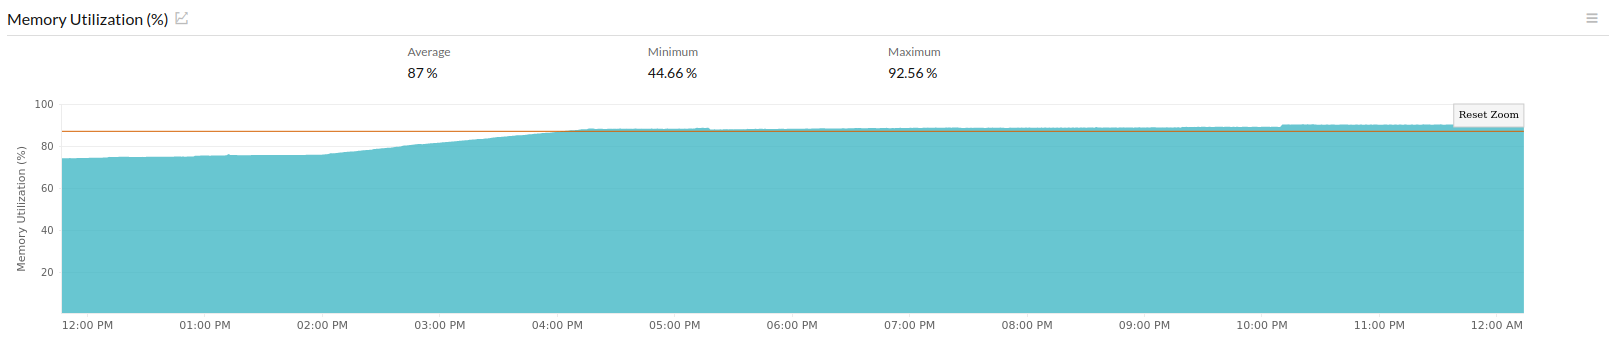 Memory Utilization (%)
Average Minimum Maximum
87 % 44.66 % 92.56 %
Reset Zoom
Memory Utilization (%)
100
80
60
40
20
12:00 PM 01:00 PM 02:00 PM 03:00 PM 04:00 PM 05:00 PM 06:00 PM 07:00 PM 08:00 PM 09:00 PM 10:00 PM 11:00 PM 12:00 AM